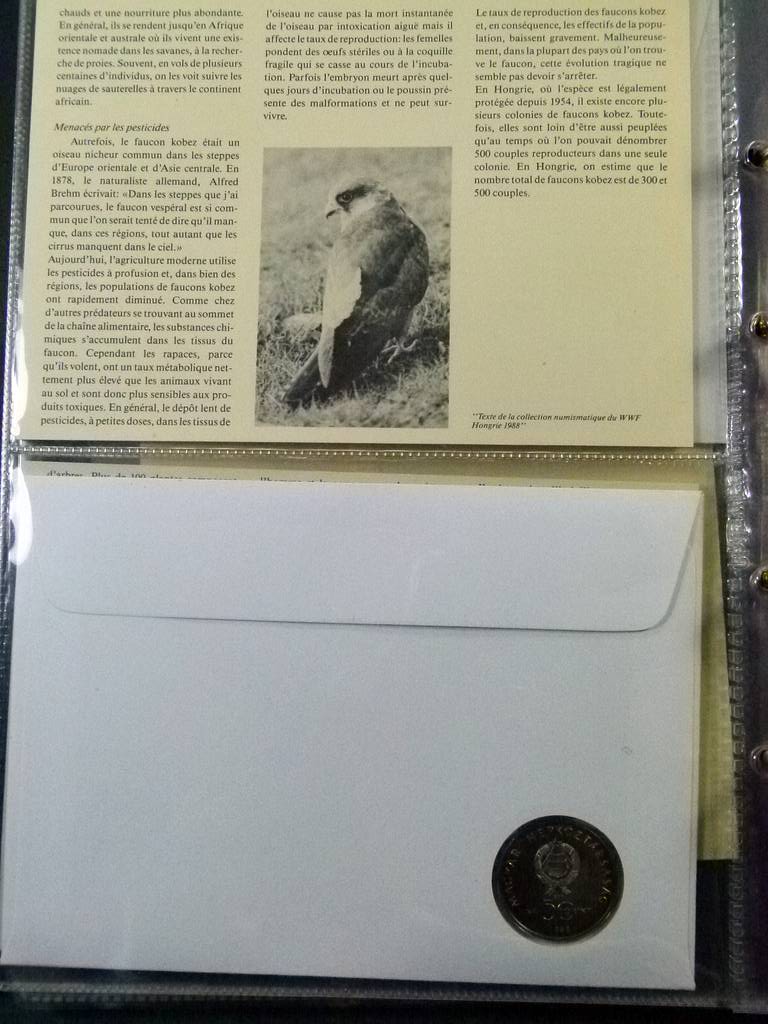 chauds et une nourriture plus abondante.
En général, ils se rendent jusqu'en Afrique
orientale et australe où ils vivent une exis-
tence nomade dans les savanes, à la recher-
che de proies. Souvent, en vols de plusieurs
centaines d'individus, on les voit suivre les
nuages de sauterelles à travers le continent
africain.
Menacés par les pesticides
Autrefois, le faucon kobez était un
oiseau nicheur commun dans les steppes
d'Europe orientale et d'Asie centrale. En
1878, le naturaliste allemand, Alfred
Brehm écrivait: «Dans les steppes que j'ai
parcourues, le faucon vespéral est si com-
mun que l'on serait tenté de dire qu'il man-
que, dans ces régions, tout autant que les
cirrus manquent dans le ciel.»
Aujourd'hui, l'agriculture moderne utilise
les pesticides à profusion et, dans bien des
régions, les populations de faucons kobez
ont rapidement diminué. Comme chez
d'autres prédateurs se trouvant au sommet
de la chaîne alimentaire, les substances chi-
miques s'accumulent dans les tissus du
faucon. Cependant les rapaces, parce
qu'ils volent, ont un taux métabolique net-
tement plus élevé que les animaux vivant
au sol et sont donc plus sensibles aux pro-
duits toxiques. En général, le dépôt lent de
pesticides, à petites doses, dans les tissus de
l'oiseau ne cause pas la mort instantanée
de l'oiseau par intoxication aiguë mais il
affecte le taux de reproduction: les femelles
pondent des œufs stériles ou à la coquille
fragile qui se casse au cours de l'incuba-
tion. Parfois l'embryon meurt après quel-
ques jours d'incubation ou le poussin pré-
sente des malformations et ne peut sur-
vivre.
Le taux de reproduction des faucons kobez
et, en conséquence, les effectifs de la popu-
lation, baissent gravement. Malheureuse-
ment, dans la plupart des pays où l'on trou-
ve le faucon, cette évolution tragique ne
semble pas devoir s'arrêter.
En Hongrie, où l'espèce est légalement
protégée depuis 1954, il existe encore plu-
sieurs colonies de faucons kobez. Toute-
fois, elles sont loin d'être aussi peuplées
qu'au temps où l'on pouvait dénombrer
500 couples reproducteurs dans une seule
colonie. En Hongrie, on estime que le
nombre total de faucons kobez est de 300 et
500 couples.
"Texte de la collection numismatique du WWF
Hongrie 1988"
d'arbres. Plus de 100 plantes
MAGYAR NÉPKÖZTÁRSASÁG